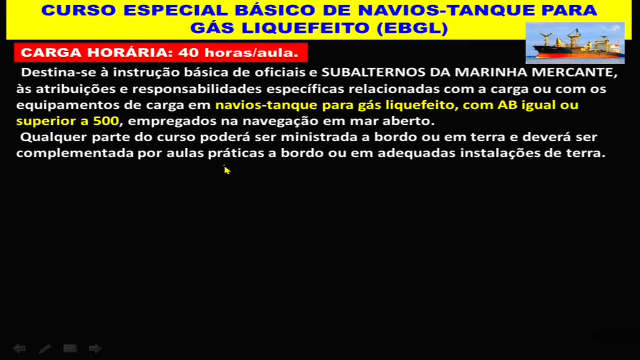 CURSO ESPECIAL BÁSICO DE NAVIOS-TANQUE PARA
GÁS LIQUEFEITO (EBGL)
CARGA HORÁRIA: 40 horas/aula.
Destina-se à instrução básica de oficiais e SUBALTERNOS DA MARINHA MERCANTE,
às atribuições e responsabilidades específicas relacionadas com a carga ou com os
equipamentos de carga em navios-tanque para gás liquefeito, com AB igual ou
superior a 500, empregados na navegação em mar aberto.
Qualquer parte do curso poderá ser ministrada a bordo ou em terra e deverá ser
complementada por aulas práticas a bordo ou em adequadas instalações de terra.